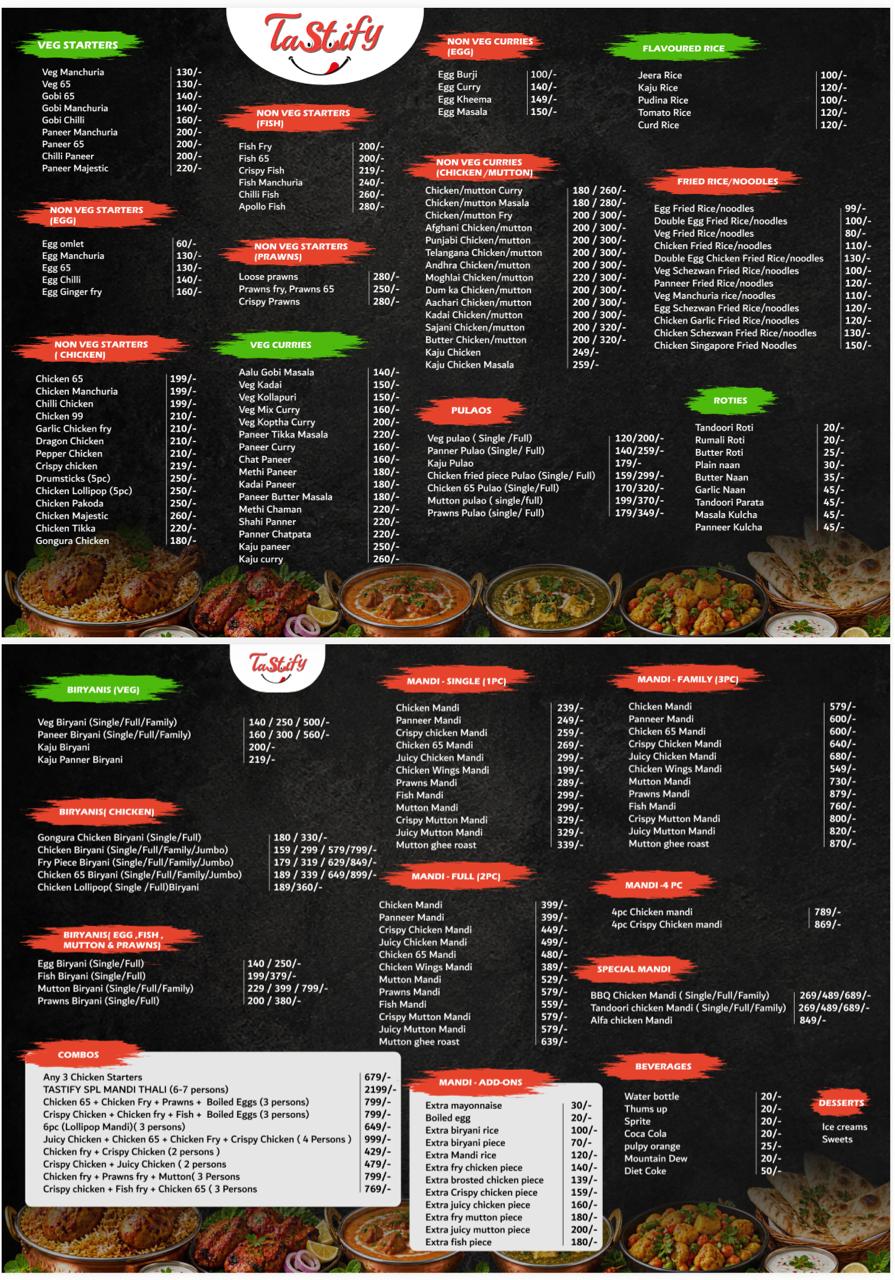 TaStify
VEG STARTERS
Veg Manchuria 130/-
Veg 65 130/-
Gobi 65 140/-
Gobi Manchuria 140/-
Gobi Chilli 160/-
Paneer Manchuria 200/-
Paneer 65 200/-
Chilli Paneer 200/-
Paneer Majestic 220/-
NON VEG STARTERS
(EGG)
Egg omlet 60/-
Egg Manchuria 130/-
Egg 65 130/-
Egg Chilli 140/-
Egg Ginger fry 160/-
NON VEG STARTERS
( CHICKEN)
Chicken 65 199/-
Chicken Manchuria 199/-
Chilli Chicken 199/-
Chicken 99 210/-
Garlic Chicken fry 210/-
Dragon Chicken 210/-
Pepper Chicken 210/-
Crispy chicken 219/-
Drumsticks (5pc) 250/-
Chicken Lollipop (5pc) 250/-
Chicken Pakoda 250/-
Chicken Majestic 260/-
Chicken Tikka 220/-
Gongura Chicken 180/-
NON VEG STARTERS
(FISH)
Fish Fry 200/-
Fish 65 200/-
Crispy Fish 219/-
Fish Manchuria 240/-
Chilli Fish 260/-
Apollo Fish 280/-
NON VEG STARTERS
(PRAWNS)
Loose prawns 280/-
Prawns fry, Prawns 65 250/-
Crispy Prawns 280/-
VEG CURRIES
Aalu Gobi Masala 140/-
Veg Kadai 150/-
Veg Kollapuri 150/-
Veg Mix Curry 160/-
Veg Koptha Curry 200/-
Paneer Tikka Masala 220/-
Paneer Curry 160/-
Chat Paneer 160/-
Methi Paneer 180/-
Kadai Paneer 180/-
Paneer Butter Masala 180/-
Methi Chaman 220/-
Shahi Panner 220/-
Panner Chatpata 220/-
Kaju paneer 250/-
Kaju curry 260/-
NON VEG CURRIES
(EGG)
Egg Burji 100/-
Egg Curry 140/-
Egg Kheema 149/-
Egg Masala 150/-
NON VEG CURRIES
(CHICKEN /MUTTON)
Chicken/mutton Curry 180 / 260/-
Chicken/mutton Masala 180 / 280/-
Chicken/mutton Fry 200 / 300/-
Afghani Chicken/mutton 200 / 300/-
Punjabi Chicken/mutton 200 / 300/-
Telangana Chicken/mutton 200 / 300/-
Andhra Chicken/mutton 200 / 300/-
Moghlai Chicken/mutton 220 / 300/-
Dum ka Chicken/mutton 200 / 300/-
Aachari Chicken/mutton 200 / 300/-
Kadai Chicken/mutton 200 / 300/-
Sajani Chicken/mutton 200 / 320/-
Butter Chicken/mutton 200 / 320/-
Kaju Chicken 249/-
Kaju Chicken Masala 259/-
PULAOS
Veg pulao ( Single /Full) 120/200/-
Panner Pulao (Single/ Full) 140/259/-
Kaju Pulao 179/-
Chicken fried piece Pulao (Single/ Full) 159/299/-
Chicken 65 Pulao (Single/Full) 170/320/-
Mutton pulao ( single/full) 199/370/-
Prawns Pulao (single/ Full) 179/349/-
FLAVOURED RICE
Jeera Rice 100/-
Kaju Rice 120/-
Pudina Rice 100/-
Tomato Rice 120/-
Curd Rice 120/-
FRIED RICE/NOODLES
Egg Fried Rice/noodles 99/-
Double Egg Fried Rice/noodles 100/-
Veg Fried Rice/noodles 80/-
Chicken Fried Rice/noodles 110/-
Double Egg Chicken Fried Rice/noodles 130/-
Veg Schezwan Fried Rice/noodles 100/-
Panneer Fried Rice/noodles 120/-
Veg Manchuria rice/noodles 110/-
Egg Schezwan Fried Rice/noodles 120/-
Chicken Garlic Fried Rice/noodles 120/-
Chicken Schezwan Fried Rice/noodles 130/-
Chicken Singapore Fried Noodles 150/-
ROTIES
Tandoori Roti 20/-
Rumali Roti 20/-
Butter Roti 25/-
Plain naan 30/-
Butter Naan 35/-
Garlic Naan 45/-
Tandoori Parata 45/-
Masala Kulcha 45/-
Panneer Kulcha 45/-
TaStify
BIRYANIS (VEG)
Veg Biryani (Single/Full/Family) 140 / 250 / 500/-
Paneer Biryani (Single/Full/Family) 160 / 300 / 560/-
Kaju Biryani 200/-
Kaju Panner Biryani 219/-
BIRYANIS( CHICKEN)
Gongura Chicken Biryani (Single/Full) 180 / 330/-
Chicken Biryani (Single/Full/Family/Jumbo) 159 / 299 / 579/799/-
Fry Piece Biryani (Single/Full/Family/Jumbo) 179 / 319 / 629/849/-
Chicken 65 Biryani (Single/Full/Family/Jumbo) 189 / 339 / 649/899/-
Chicken Lollipop( Single /Full)Biryani 189/360/-
BIRYANIS( EGG ,FISH ,
MUTTON & PRAWNS)
Egg Biryani (Single/Full) 140 / 250/-
Fish Biryani (Single/Full) 199/379/-
Mutton Biryani (Single/Full/Family) 229 / 399 / 799/-
Prawns Biryani (Single/Full) 200 / 380/-
COMBOS
Any 3 Chicken Starters 679/-
TASTIFY SPL MANDI THALI (6-7 persons) 2199/-
Chicken 65 + Chicken Fry + Prawns + Boiled Eggs (3 persons) 799/-
Crispy Chicken + Chicken fry + Fish + Boiled Eggs (3 persons) 799/-
6pc (Lollipop Mandi)( 3 persons) 649/-
Juicy Chicken + Chicken 65 + Chicken Fry + Crispy Chicken ( 4 Persons ) 999/-
Chicken fry + Crispy Chicken (2 persons ) 429/-
Crispy Chicken + Juicy Chicken ( 2 persons 479/-
Chicken fry + Prawns fry + Mutton( 3 Persons 799/-
Crispy chicken + Fish fry + Chicken 65 ( 3 Persons 769/-
MANDI - SINGLE (1PC)
Chicken Mandi 239/-
Panneer Mandi 249/-
Crispy chicken Mandi 259/-
Chicken 65 Mandi 269/-
Juicy Chicken Mandi 299/-
Chicken Wings Mandi 199/-
Prawns Mandi 289/-
Fish Mandi 299/-
Mutton Mandi 299/-
Crispy Mutton Mandi 329/-
Juicy Mutton Mandi 329/-
Mutton ghee roast 339/-
MANDI - FULL (2PC)
Chicken Mandi 399/-
Panneer Mandi 399/-
Crispy Chicken Mandi 449/-
Juicy Chicken Mandi 499/-
Chicken 65 Mandi 480/-
Chicken Wings Mandi 389/-
Mutton Mandi 529/-
Prawns Mandi 579/-
Fish Mandi 559/-
Crispy Mutton Mandi 579/-
Juicy Mutton Mandi 579/-
Mutton ghee roast 639/-
MANDI - ADD-ONS
Extra mayonnaise 30/-
Boiled egg 20/-
Extra biryani rice 100/-
Extra biryani piece 70/-
Extra Mandi rice 120/-
Extra fry chicken piece 140/-
Extra brosted chicken piece 139/-
Extra Crispy chicken piece 159/-
Extra juicy chicken piece 160/-
Extra fry mutton piece 180/-
Extra juicy mutton piece 200/-
Extra fish piece 180/-
MANDI - FAMILY (3PC)
Chicken Mandi 579/-
Panneer Mandi 600/-
Chicken 65 Mandi 600/-
Crispy Chicken Mandi 640/-
Juicy Chicken Mandi 680/-
Chicken Wings Mandi 549/-
Mutton Mandi 730/-
Prawns Mandi 879/-
Fish Mandi 760/-
Crispy Mutton Mandi 800/-
Juicy Mutton Mandi 820/-
Mutton ghee roast 870/-
MANDI -4 PC
4pc Chicken mandi 789/-
4pc Crispy Chicken mandi 869/-
SPECIAL MANDI
BBQ Chicken Mandi ( Single/Full/Family) 269/489/689/-
Tandoori chicken Mandi ( Single/Full/Family) 269/489/689/-
Alfa chicken Mandi 849/-
BEVERAGES
Water bottle 20/-
Thums up 20/-
Sprite 20/-
Coca Cola 20/-
pulpy orange 25/-
Mountain Dew 20/-
Diet Coke 50/-
DESSERTS
Ice creams
Sweets